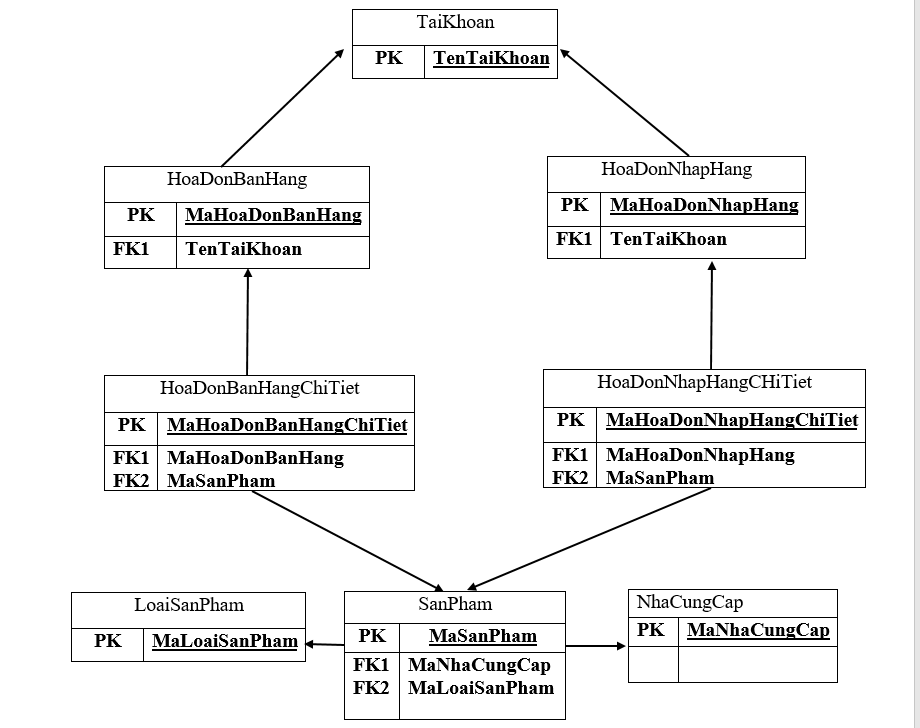 TaiKhoan
PK TenTaiKhoan
HoaDonBanHang
PK MaHoaDonBanHang
FK1 TenTaiKhoan
HoaDonNhapHang
PK MaHoaDonNhapHang
FK1 TenTaiKhoan
HoaDonBanHangChiTiet
PK MaHoaDonBanHangChiTiet
FK1 MaHoaDonBanHang
FK2 MaSanPham
HoaDonNhapHangCHiTiet
PK MaHoaDonNhapHangChiTiet
FK1 MaHoaDonNhapHang
FK2 MaSanPham
LoaiSanPham
PK MaLoaiSanPham
SanPham
PK MaSanPham
FK1 MaNhaCungCap
FK2 MaLoaiSanPham
NhaCungCap
PK MaNhaCungCap